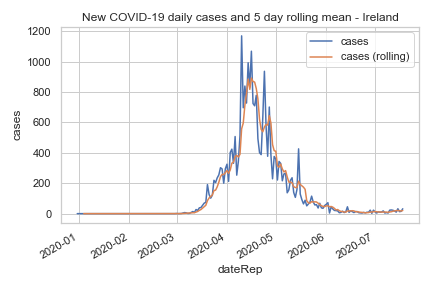 New COVID-19 daily cases and 5 day rolling mean - Ireland
cases
cases (rolling)
1200
1000
800
600
400
200
0
cases
2020-01
2020-02
2020-03
2020-04
2020-05
2020-06
2020-07
dateRep